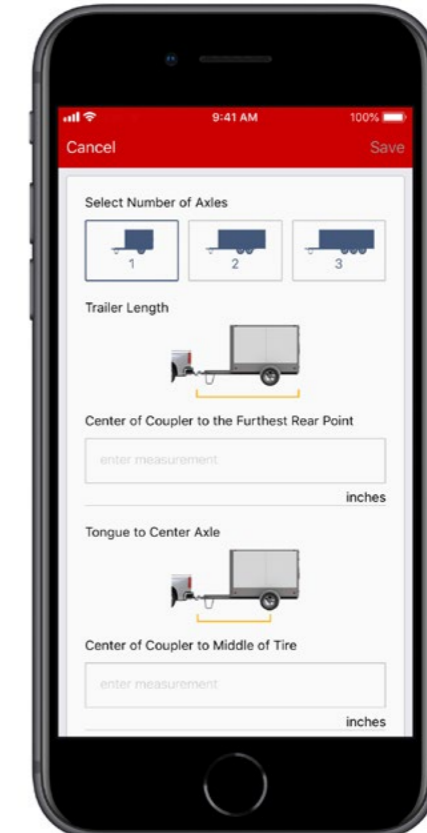 9:41 AM 100%
Cancel Save
Select Number of Axles
1 2 3
Trailer Length
Center of Coupler to the Furthest Rear Point
enter measurement
inches
Tongue to Center Axle
Center of Coupler to Middle of Tire
enter measurement
inches